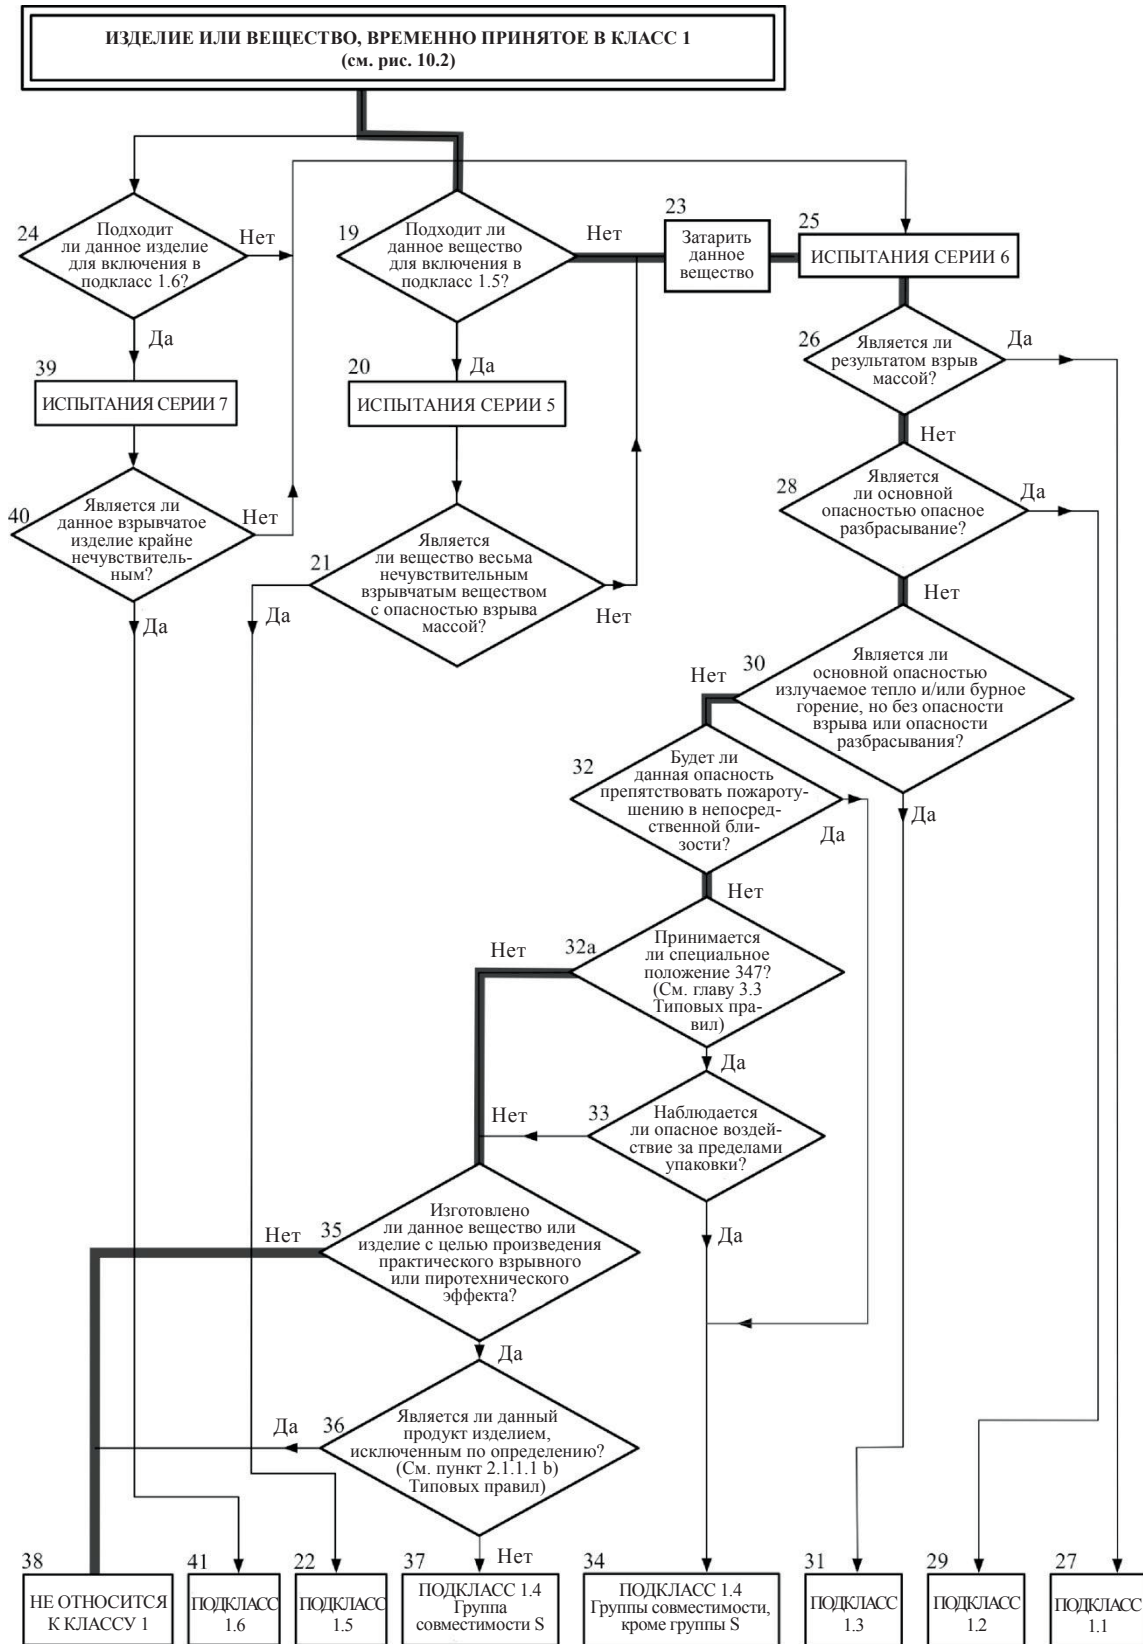 ИЗДЕЛИЕ ИЛИ ВЕЩЕСТВО, ВРЕМЕННО ПРИНЯТОЕ В КЛАСС 1
(см. рис. 10.2)
24
Подходит
ли данное изделие
для включения в
подкласс 1.6?
Нет
Да
19
Подходит ли
данное вещество
для включения в
подкласс 1.5?
Нет
Да
23
Затарить
данное
вещество
25
ИСПЫТАНИЯ СЕРИИ 6
26
Является ли
результатом взрыв
массой?
Да
Нет
39
ИСПЫТАНИЯ СЕРИИ 7
20
ИСПЫТАНИЯ СЕРИИ 5
28
Является
ли основной
опасностью опасное
разбрасывание?
Да
Нет
40
Является ли
данное взрывчатое
изделие крайне
нечувствитель-
ным?
Нет
Да
21
Является
ли вещество весьма
нечувствительным
взрывчатым веществом
с опасностью взрыва
массой?
Да
Нет
30
Является ли
основной опасностью
излучаемое тепло и/или бурное
горение, но без опасности
взрыва или опасности
разбрасывания?
Нет
Да
32
Будет ли
данная опасность
препятствовать пожароту-
шению в непосред-
ственной бли-
зости?
Да
Нет
32а
Принимается
ли специальное
положение 347?
(См. главу 3.3
Типовых пра-
вил)
Нет
Да
33
Наблюдается
ли опасное воздей-
ствие за пределами
упаковки?
Нет
Да
35
Изготовлено
ли данное вещество или
изделие с целью произведения
практического взрывного
или пиротехнического
эффекта?
Нет
Да
36
Является ли данный
продукт изделием,
исключенным по определению?
(См. пункт 2.1.1.1 b)
Типовых правил)
Да
Нет
38
НЕ ОТНОСИТСЯ
К КЛАССУ 1
41
ПОДКЛАСС
1.6
22
ПОДКЛАСС
1.5
37
ПОДКЛАСС 1.4
Группа
совместимости S
34
ПОДКЛАСС 1.4
Группы совместимости,
кроме группы S
31
ПОДКЛАСС
1.3
29
ПОДКЛАСС
1.2
27
ПОДКЛАСС
1.1